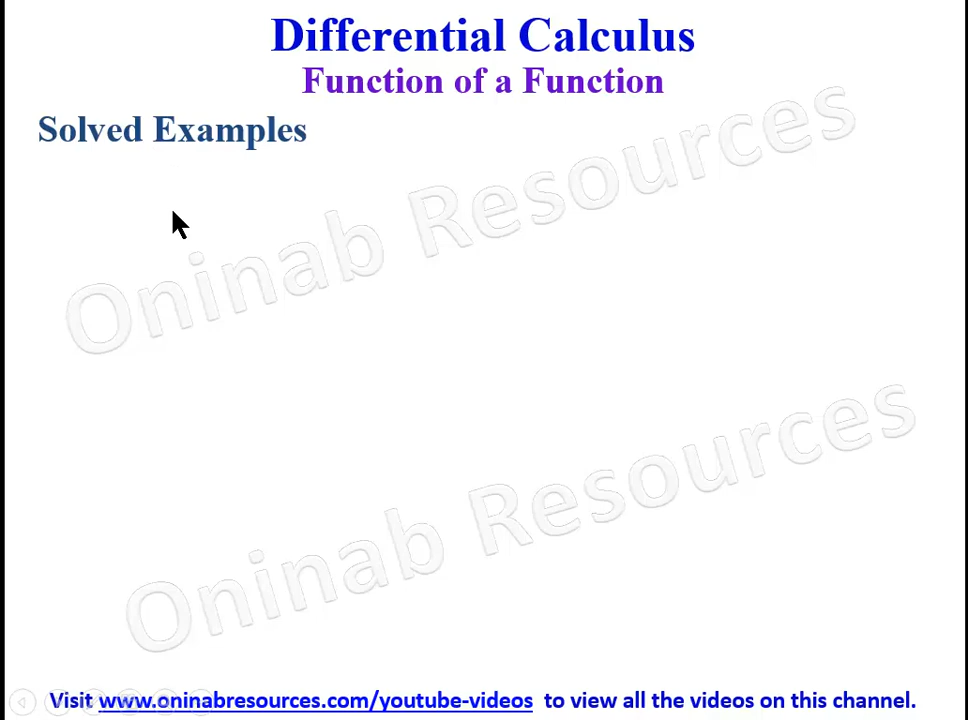 Differential Calculus
Function of a Function
Solved Examples
Oninab Resources
Oninab Resources
Visit www.oninabresources.com/youtube-videos to view all the videos on this channel.